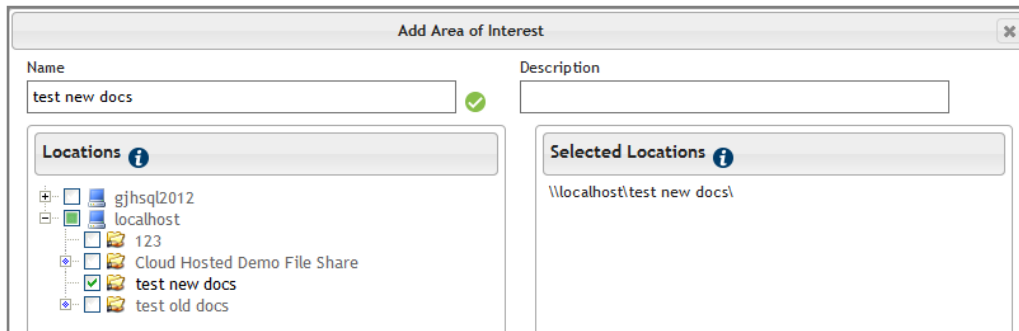 Add Area of Interest
Name
Description
test new docs
Locations
Selected Locations
gjhsql2012
\\localhost\test new docs\
localhost
123
Cloud Hosted Demo File Share
test new docs
test old docs